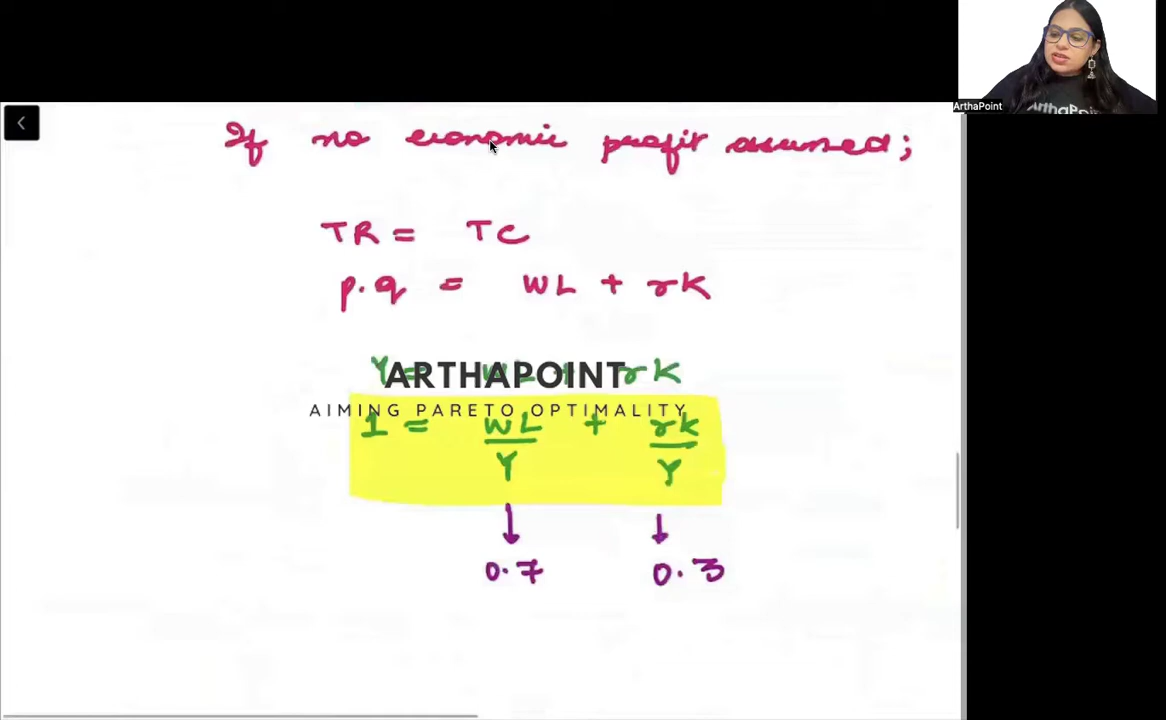 ArthaPoint
ArthaPoint
If no economic profit assumed;
TR = TC
p.q = WL + rK
Y = WL + rK
ARTHAPOINT
AIMING PARETO OPTIMALITY
1 = WL/Y + rK/Y
0.7 0.3